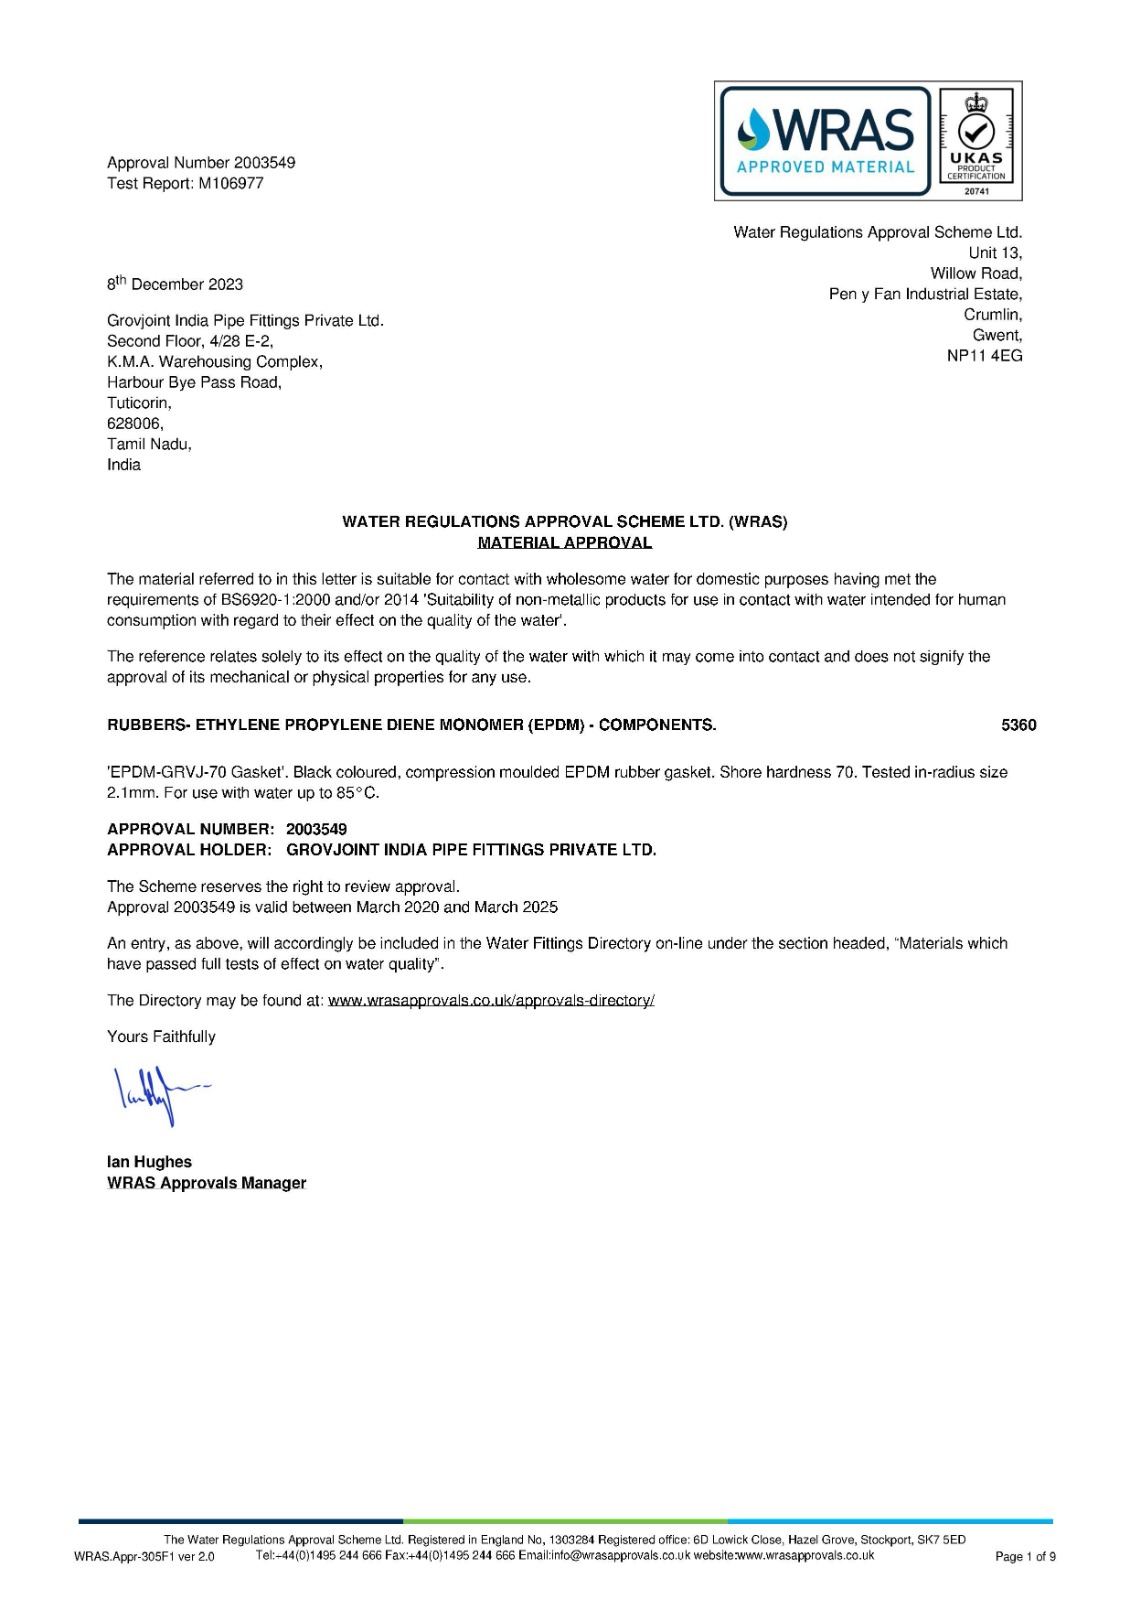 WRAS
APPROVED MATERIAL
UKAS
PRODUCT
CERTIFICATION
20741
Approval Number 2003549
Test Report: M106977
Water Regulations Approval Scheme Ltd.
Unit 13,
Willow Road,
Pen y Fan Industrial Estate,
Crumlin,
Gwent,
NP11 4EG
8th December 2023
Grovjoint India Pipe Fittings Private Ltd.
Second Floor, 4/28 E-2,
K.M.A. Warehousing Complex,
Harbour Bye Pass Road,
Tuticorin,
628006,
Tamil Nadu,
India
WATER REGULATIONS APPROVAL SCHEME LTD. (WRAS)
MATERIAL APPROVAL
The material referred to in this letter is suitable for contact with wholesome water for domestic purposes having met the
requirements of BS6920-1:2000 and/or 2014 'Suitability of non-metallic products for use in contact with water intended for human
consumption with regard to their effect on the quality of the water'.
The reference relates solely to its effect on the quality of the water with which it may come into contact and does not signify the
approval of its mechanical or physical properties for any use.
RUBBERS- ETHYLENE PROPYLENE DIENE MONOMER (EPDM) - COMPONENTS. 5360
'EPDM-GRVJ-70 Gasket'. Black coloured, compression moulded EPDM rubber gasket. Shore hardness 70. Tested in-radius size
2.1mm. For use with water up to 85°C.
APPROVAL NUMBER: 2003549
APPROVAL HOLDER: GROVJOINT INDIA PIPE FITTINGS PRIVATE LTD.
The Scheme reserves the right to review approval.
Approval 2003549 is valid between March 2020 and March 2025
An entry, as above, will accordingly be included in the Water Fittings Directory on-line under the section headed, “Materials which
have passed full tests of effect on water quality”.
The Directory may be found at: www.wrasapprovals.co.uk/approvals-directory/
Yours Faithfully
Ian Hughes
WRAS Approvals Manager
The Water Regulations Approval Scheme Ltd. Registered in England No, 1303284 Registered office: 6D Lowick Close, Hazel Grove, Stockport, SK7 5ED
WRAS.Appr-305F1 ver 2.0 Tel:+44(0)1495 244 666 Fax:+44(0)1495 244 666 Email:info@wrasapprovals.co.uk website:www.wrasapprovals.co.uk Page 1 of 9